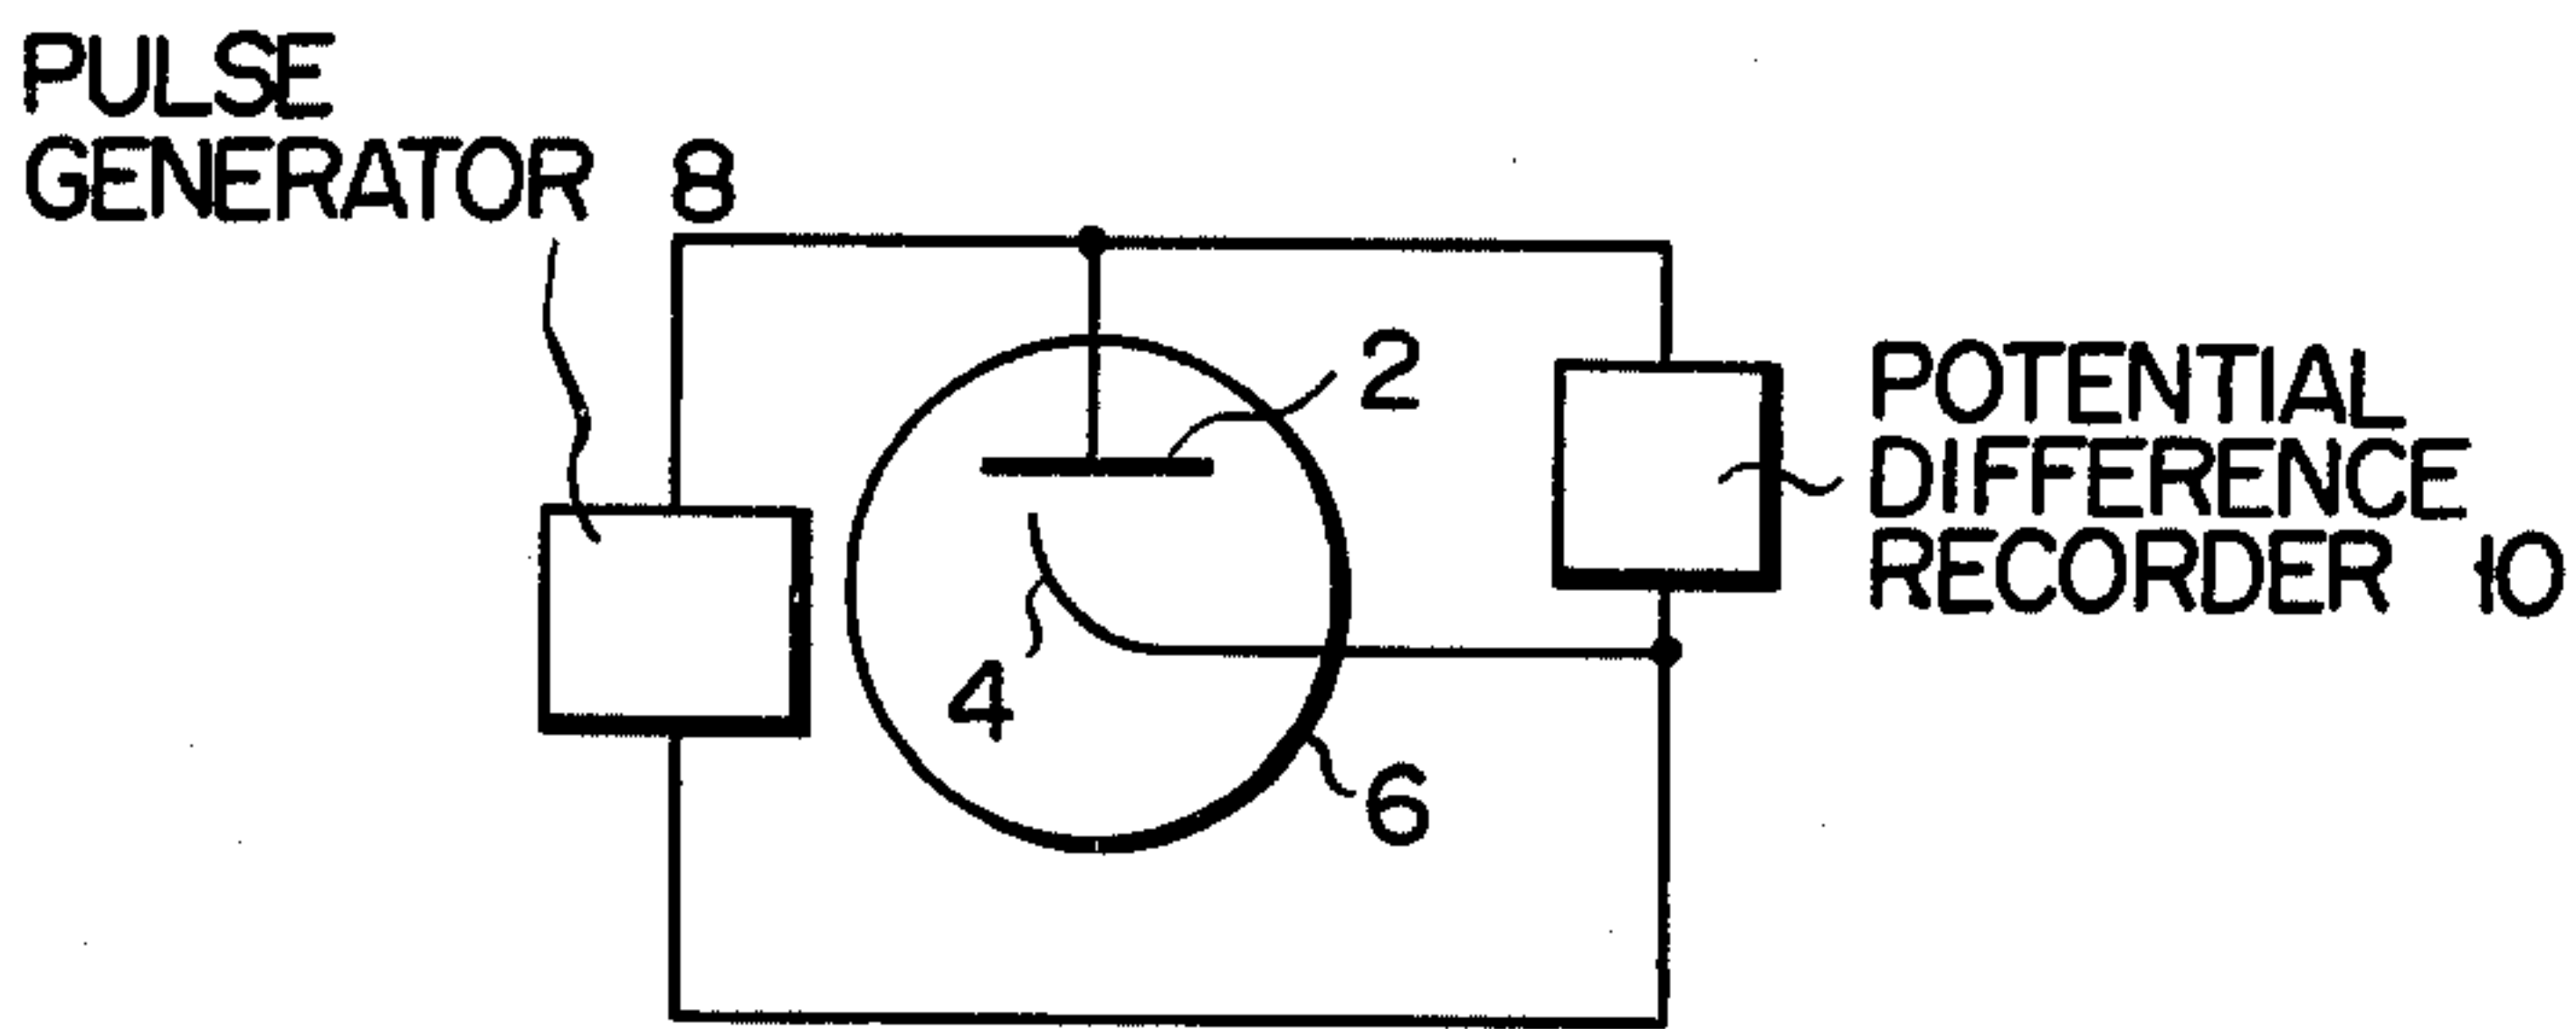 PULSE
GENERATOR 8
2
POTENTIAL
DIFFERENCE
RECORDER 10
4
6